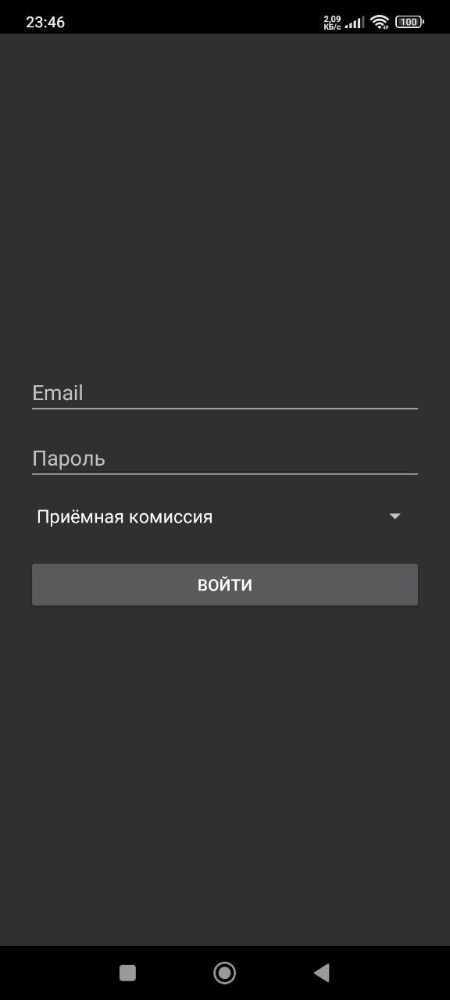 23:46
2,09
КБ/с
100
Email
Пароль
Приёмная комиссия
ВОЙТИ